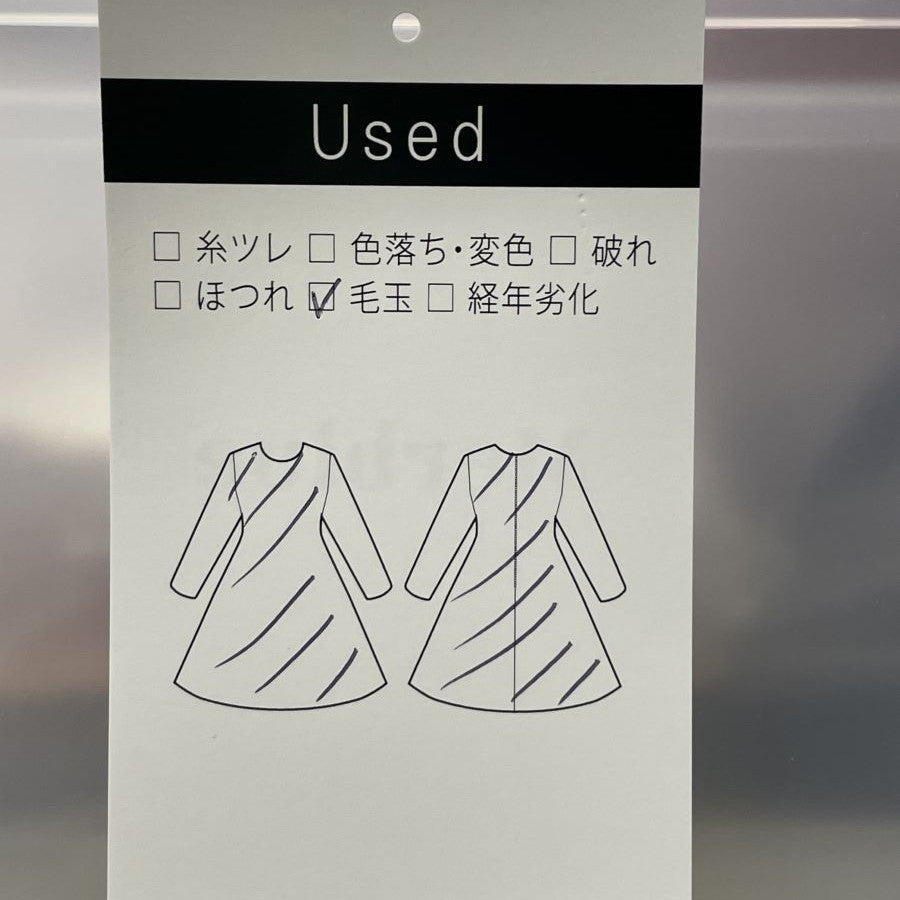 Used
□ 糸ツレ □ 色落ち・変色 □ 破れ
□ ほつれ ☑ 毛玉 □ 経年劣化